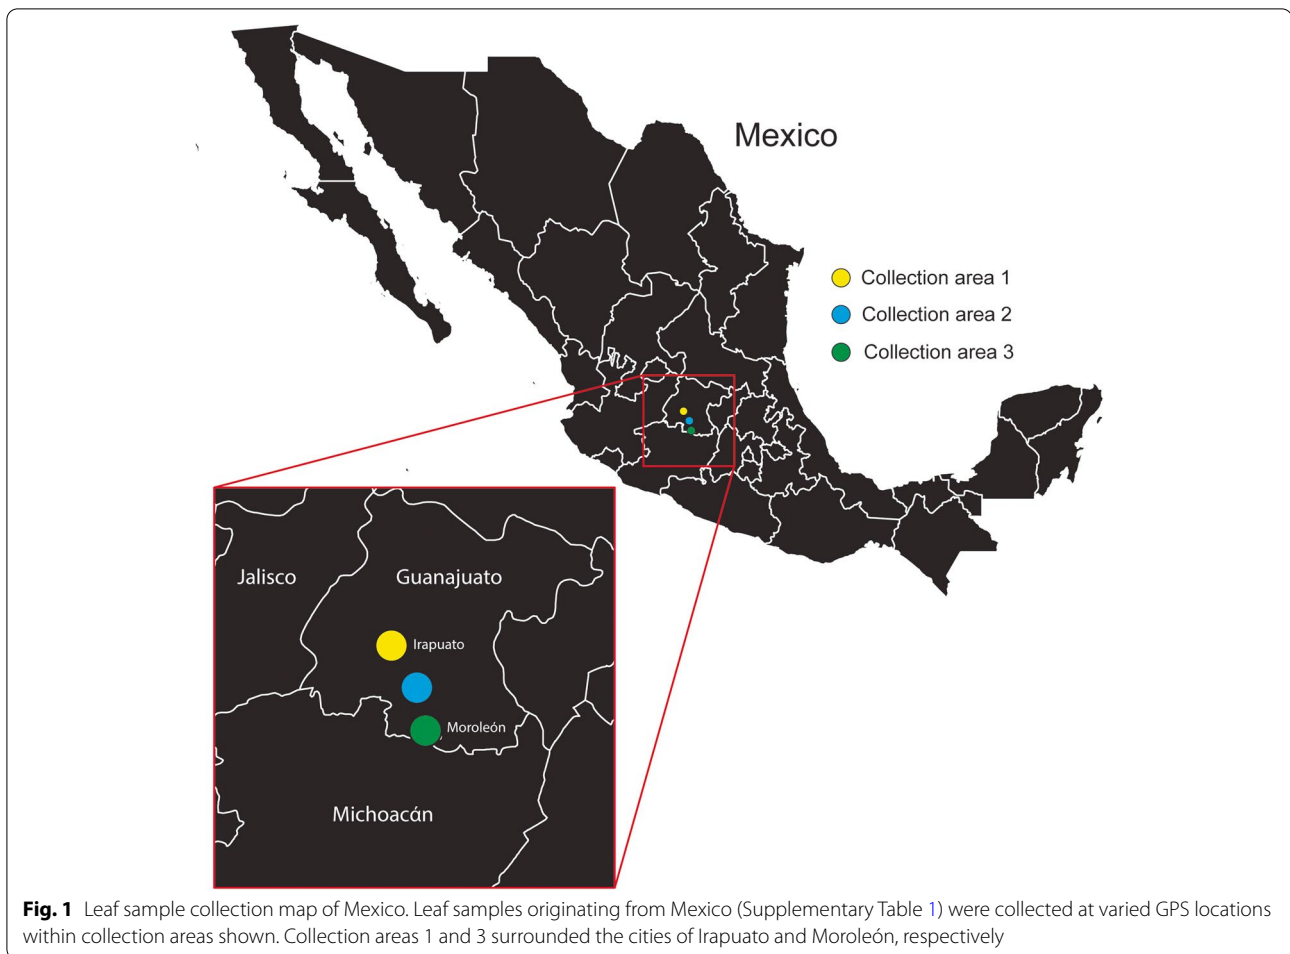 Mexico
Collection area 1
Collection area 2
Collection area 3
Jalisco
Guanajuato
Irapuato
Moroleón
Michoacán
Fig. 1 Leaf sample collection map of Mexico. Leaf samples originating from Mexico (Supplementary Table 1) were collected at varied GPS locations
within collection areas shown. Collection areas 1 and 3 surrounded the cities of Irapuato and Moroleón, respectively